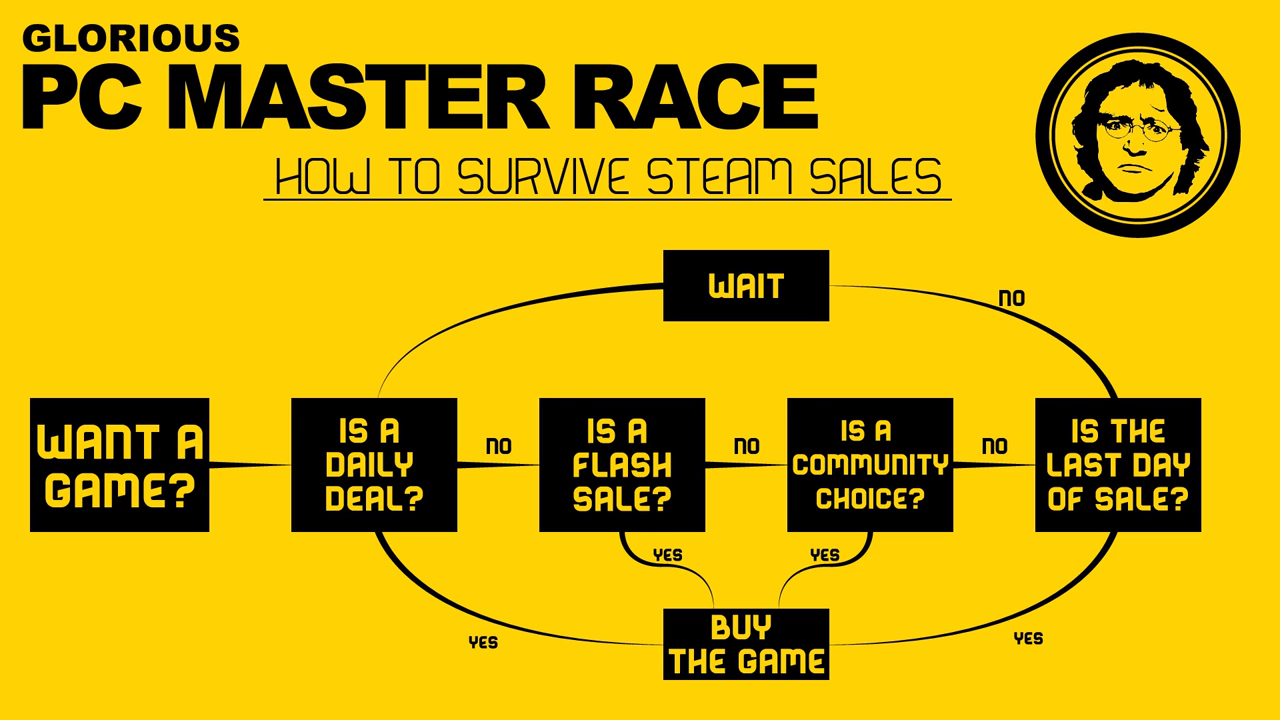 GLORIOUS
PC MASTER RACE
HOW TO SURVIVE STEAM SALES
WAIT
NO
WANT A
GAME?
IS A
DAILY
DEAL?
NO
IS A
FLASH
SALE?
NO
IS A
COMMUNITY
CHOICE?
NO
IS THE
LAST DAY
OF SALE?
YES
YES
YES
YES
BUY
THE GAME